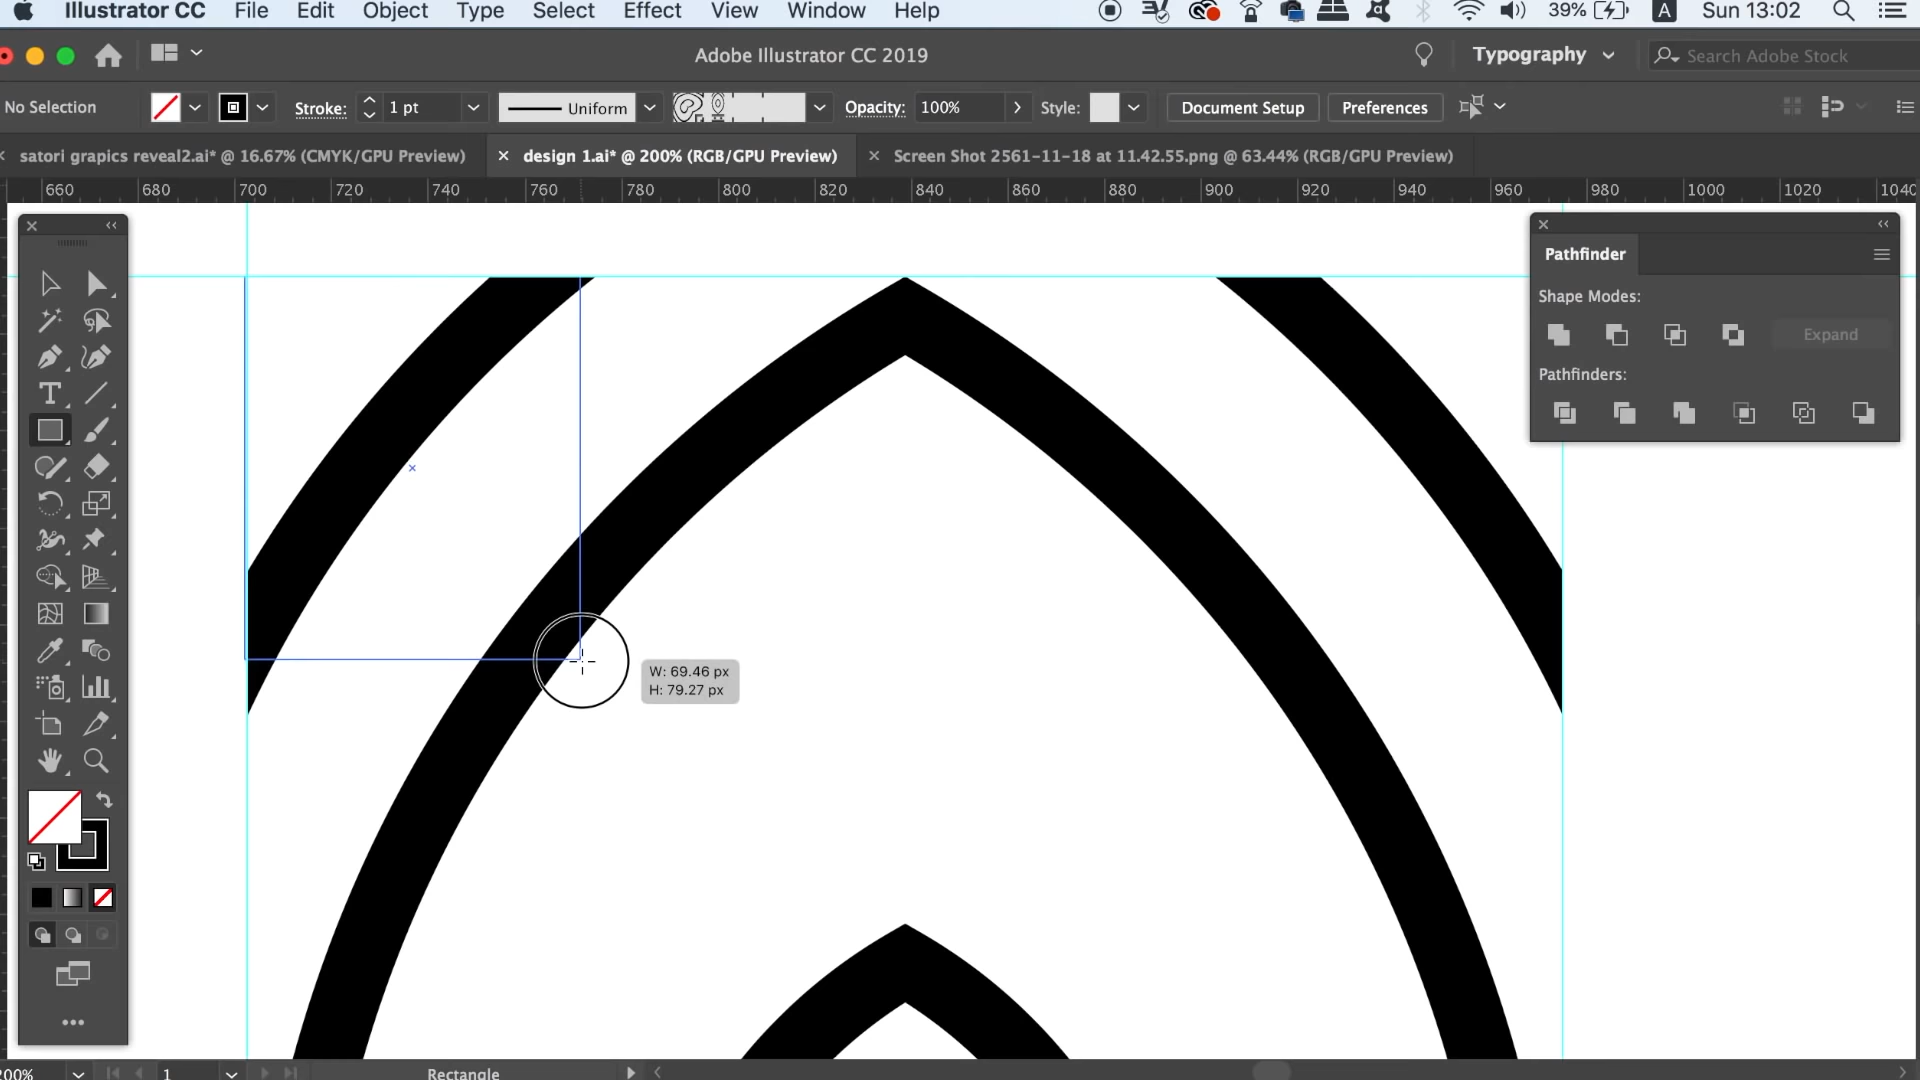 Illustrator CC File Edit Object Type Select Effect View Window Help 39% A Sun 13:02
Adobe Illustrator CC 2019 Typography Search Adobe Stock
No Selection Stroke: 1 pt Uniform Opacity: 100% Style: Document Setup Preferences
satori grapics reveal2.ai* @ 16.67% (CMYK/GPU Preview) × design 1.ai* @ 200% (RGB/GPU Preview) × Screen Shot 2561-11-18 at 11.42.55.png @ 63.44% (RGB/GPU Preview)
660 680 700 720 740 760 780 800 820 840 860 880 900 920 940 960 980 1000 1020 1040
Pathfinder
Shape Modes:
Expand
Pathfinders:
W: 69.46 px
H: 79.27 px
200% 1 Rectangle